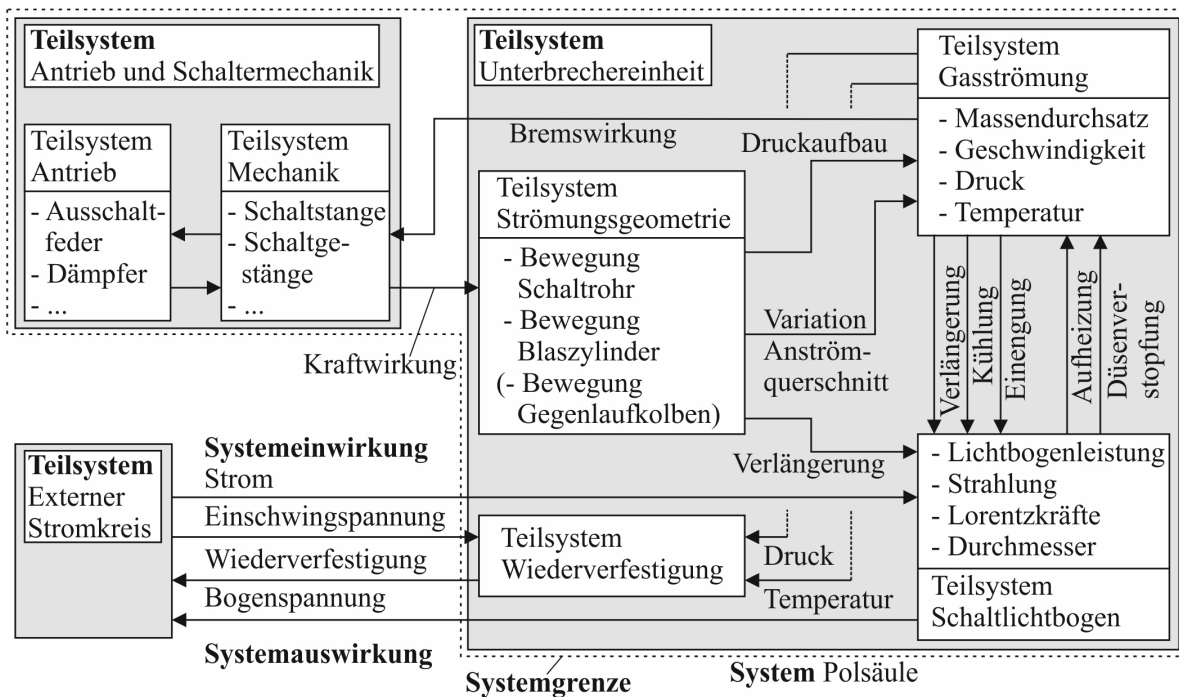 Teilsystem
Antrieb und Schaltermechanik
Teilsystem
Antrieb
- Ausschalt-
feder
- Dämpfer
- ...
Teilsystem
Mechanik
- Schaltstange
- Schaltge-
stänge
- ...
Kraftwirkung
Teilsystem
Unterbrechereinheit
Bremswirkung
Druckaufbau
Teilsystem
Strömungsgeometrie
- Bewegung
Schaltrohr
- Bewegung
Blaszylinder
(- Bewegung
Gegenlaufkolben)
Variation
Anström-
querschnitt
Verlängerung
Teilsystem
Gasströmung
- Massendurchsatz
- Geschwindigkeit
- Druck
- Temperatur
Verlängerung
Kühlung
Einengung
Aufheizung
Düsenver-
stopfung
- Lichtbogenleistung
- Strahlung
- Lorentzkräfte
- Durchmesser
Teilsystem
Schaltlichtbogen
Teilsystem
Externer
Stromkreis
Systemeinwirkung
Strom
Einschwingspannung
Wiederverfestigung
Bogenspannung
Systemauswirkung
Teilsystem
Wiederverfestigung
Druck
Temperatur
Systemgrenze
System Polsäule